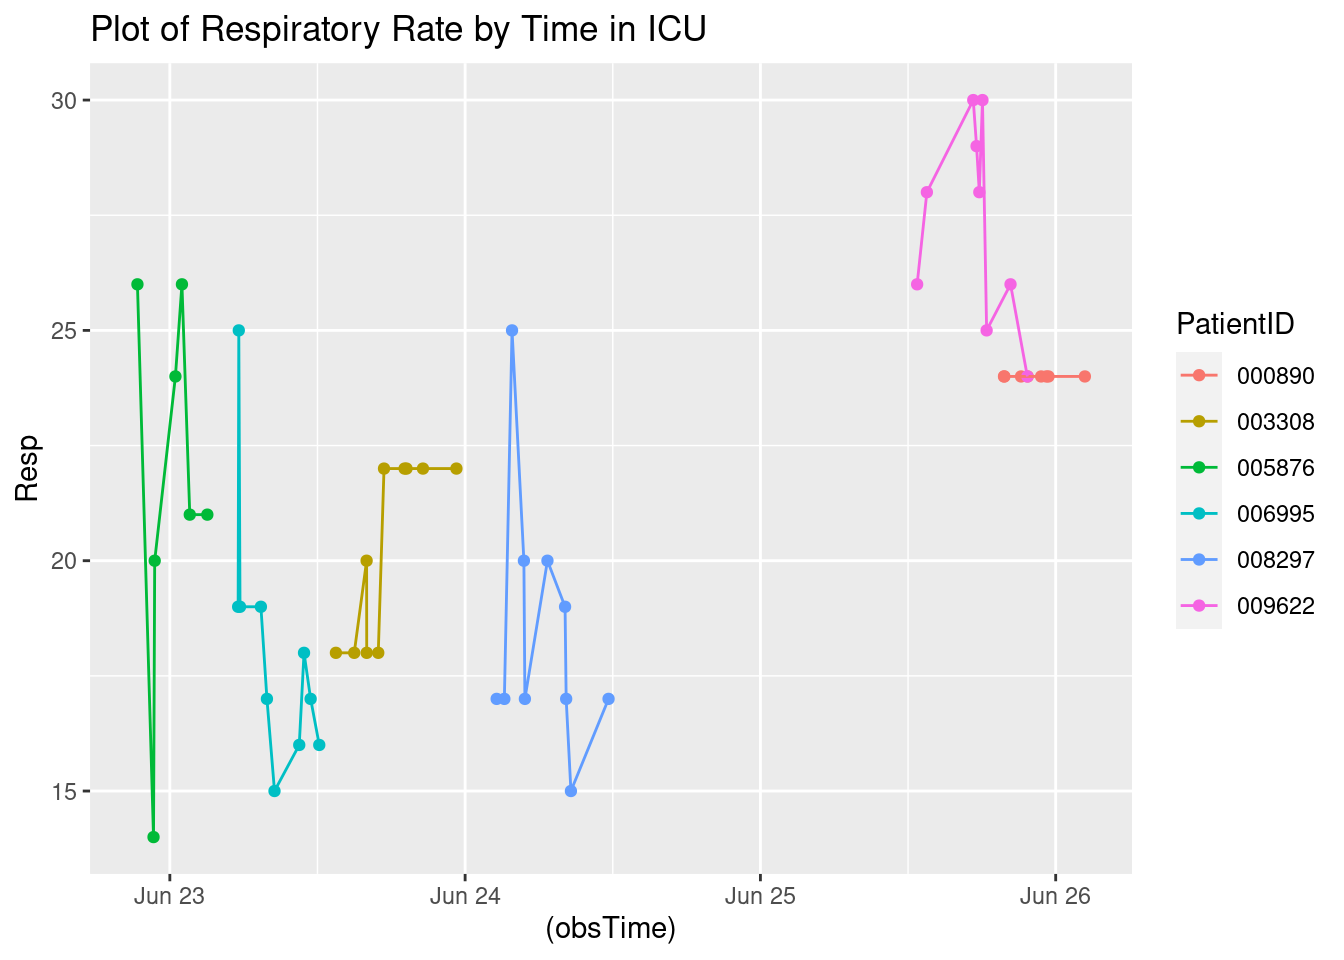 Plot of Respiratory Rate by Time in ICU
30
25
20
15
Resp
Jun 23
Jun 24
Jun 25
Jun 26
(obsTime)
PatientID
000890
003308
005876
006995
008297
009622